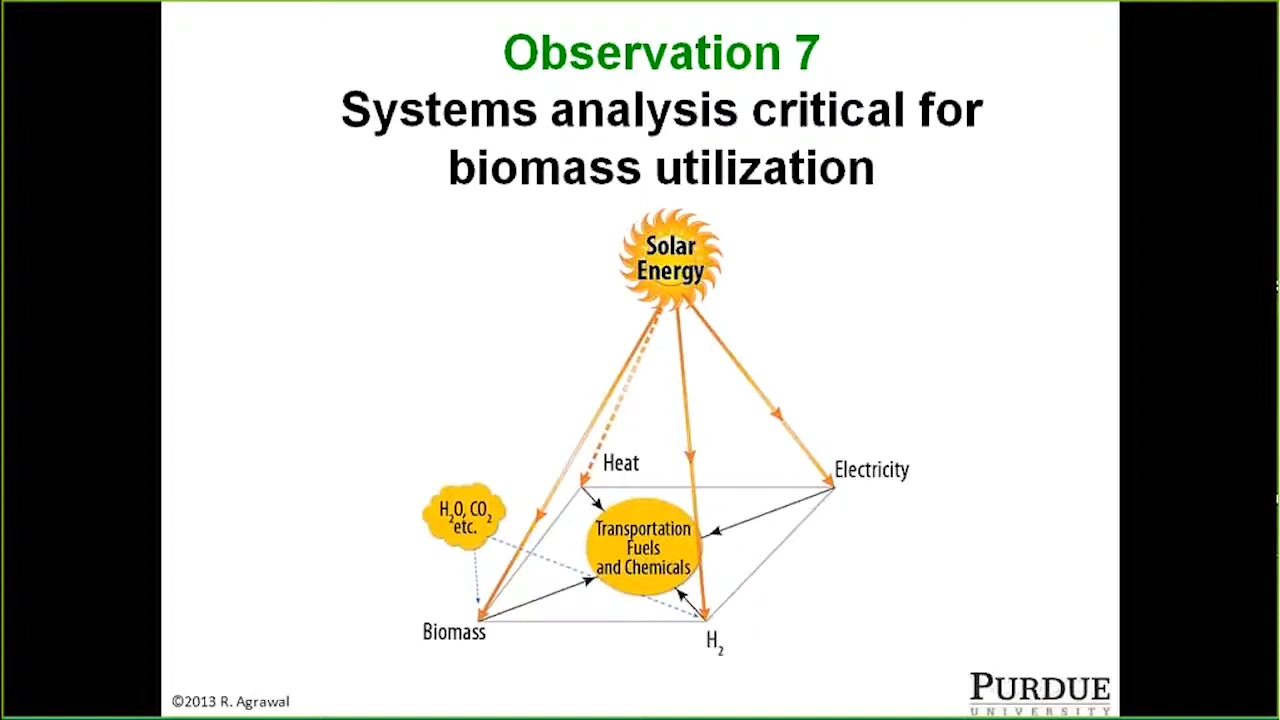 Observation 7
Systems analysis critical for
biomass utilization
Solar
Energy
Heat
Electricity
H₂O, CO₂
etc.
Transportation
Fuels
and Chemicals
Biomass
H₂
©2013 R. Agrawal
PURDUE
UNIVERSITY